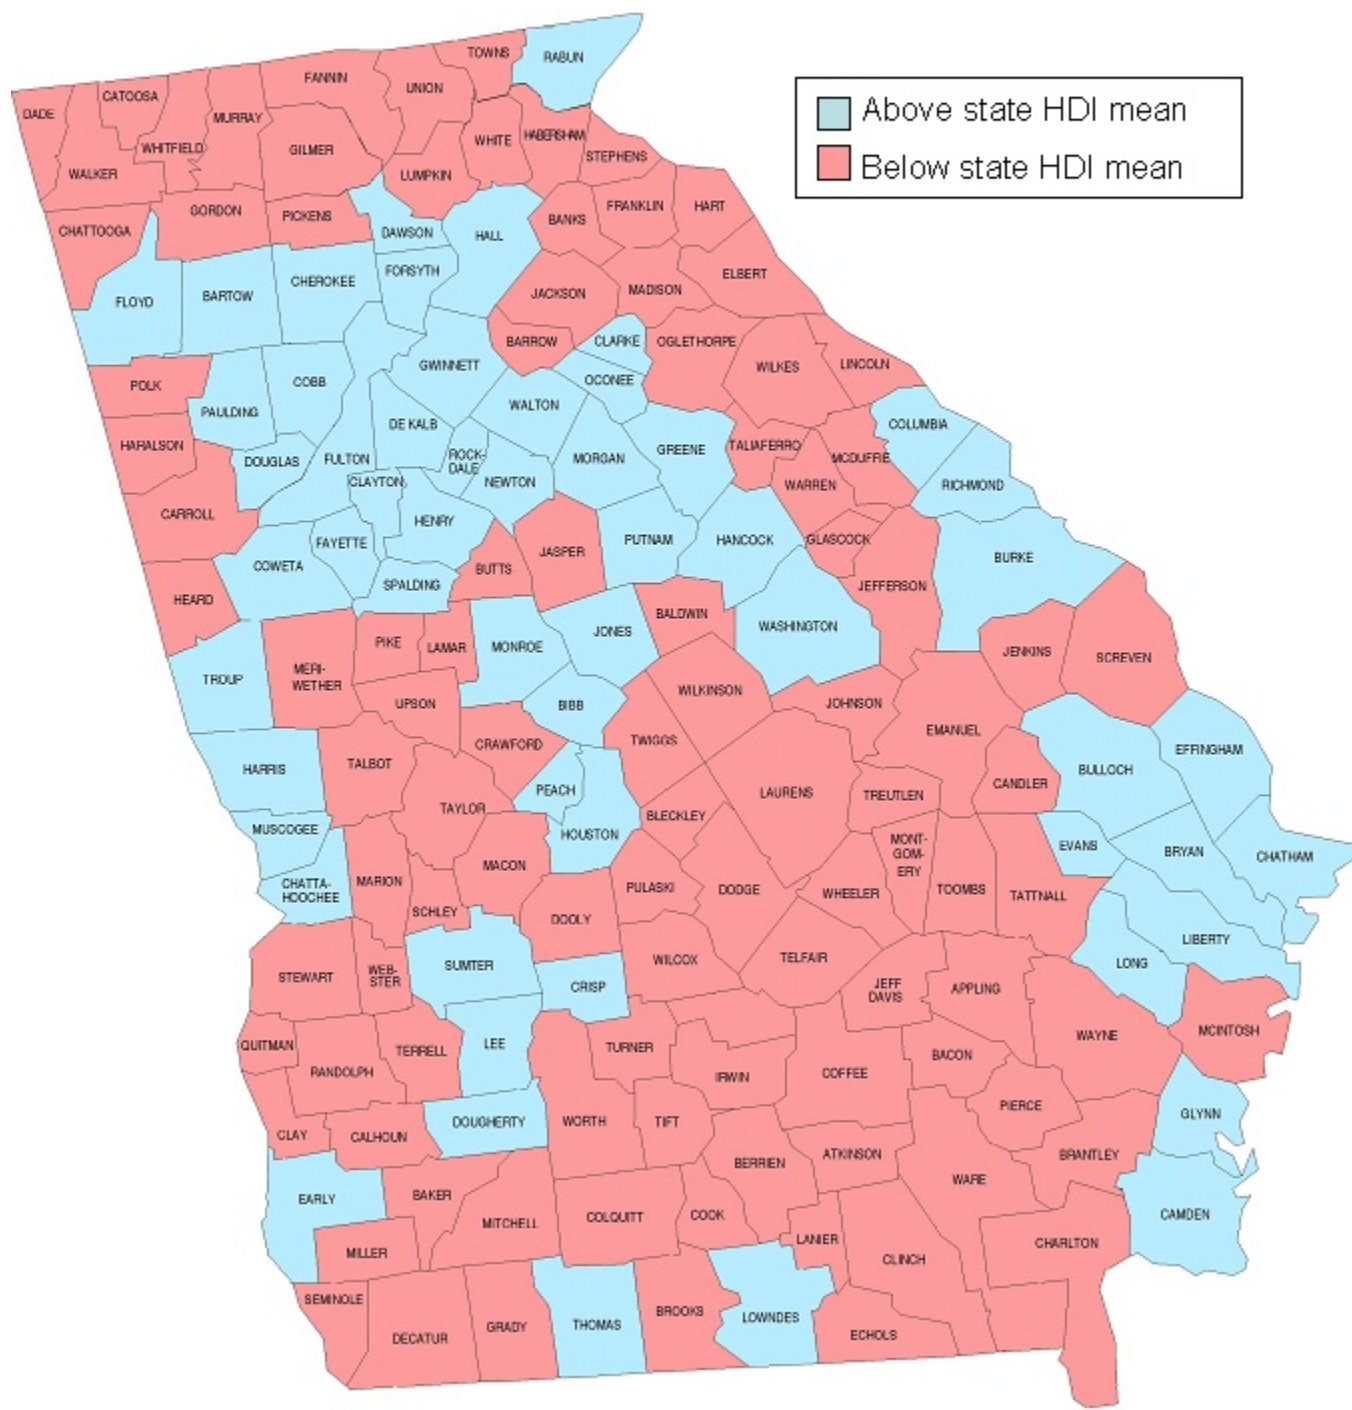 TOWNS
RABUN
Above state HDI mean
Below state HDI mean
FANNIN
UNION
CATOOSA
DADE
MURRAY
WHITFIELD
WALKER
GILMER
WHITE
HABERSHAM
STEPHENS
LUMPKIN
CHATTOOGA
GORDON
PICKENS
DAWSON
HALL
BANKS
FRANKLIN
HART
FLOYD
BARTOW
CHEROKEE
FORSYTH
JACKSON
MADISON
ELBERT
BARROW
CLARKE
OGLETHORPE
WILKES
LINCOLN
POLK
PAULDING
COBB
GWINNETT
OCONEE
WALTON
DE KALB
COLUMBIA
HARALSON
DOUGLAS
FULTON
ROCK-
DALE
NEWTON
MORGAN
GREENE
TALIAFERRO
MCDUFFIE
WARREN
RICHMOND
CLAYTON
CARROLL
HENRY
FAYETTE
COWETA
SPALDING
BUTTS
JASPER
PUTNAM
HANCOCK
GLASCOCK
JEFFERSON
BURKE
HEARD
BALDWIN
WASHINGTON
PIKE
LAMAR
MONROE
JONES
JENKINS
SCREVEN
TROUP
MERI-
WETHER
UPSON
BIBB
WILKINSON
JOHNSON
EMANUEL
CRAWFORD
TWIGGS
EFFINGHAM
HARRIS
TALBOT
PEACH
TAYLOR
LAURENS
TREUTLEN
CANDLER
BULLOCH
MUSCOGEE
HOUSTON
BLECKLEY
MONT-
GOM-
ERY
EVANS
BRYAN
CHATHAM
CHATTA-
HOOCHEE
MARION
MACON
SCHLEY
DOOLY
PULASKI
DODGE
WHEELER
TOOMBS
TATTNALL
STEWART
WEB-
STER
SUMTER
CRISP
WILCOX
TELFAIR
JEFF
DAVIS
APPLING
LONG
LIBERTY
QUITMAN
RANDOLPH
TERRELL
LEE
TURNER
IRWIN
COFFEE
BACON
WAYNE
MCINTOSH
CLAY
CALHOUN
DOUGHERTY
WORTH
TIFT
PIERCE
GLYNN
BERRIEN
ATKINSON
BRANTLEY
EARLY
BAKER
MITCHELL
COLQUITT
COOK
WARE
CAMDEN
MILLER
LANIER
CLINCH
CHARLTON
SEMINOLE
DECATUR
GRADY
THOMAS
BROOKS
LOWNDES
ECHOLS